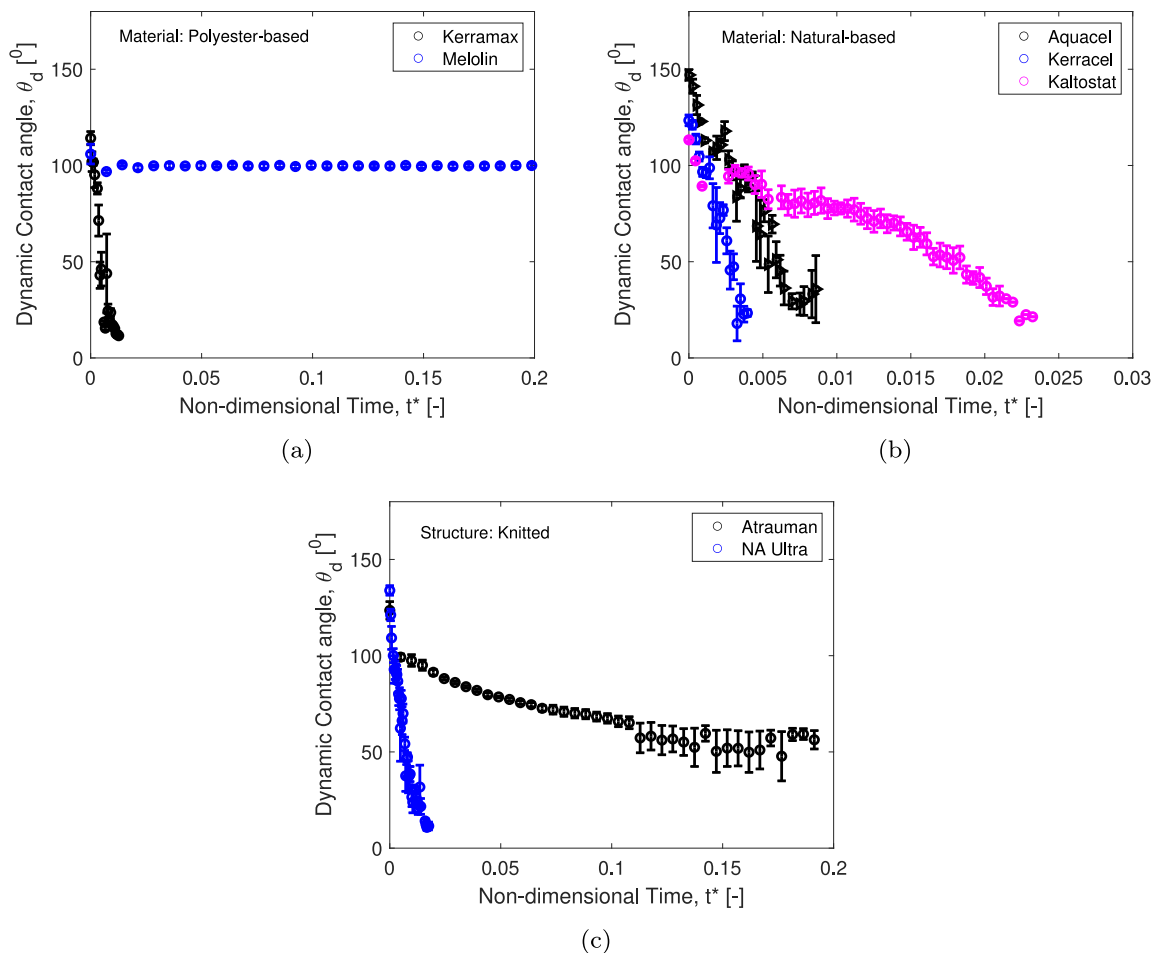 Material: Polyester-based
Kerramax
Melolin
150
100
50
0
0
0.05
0.1
0.15
0.2
Dynamic Contact angle, θ_d [⁰]
Non-dimensional Time, t* [-]
(a)
Material: Natural-based
Aquacel
Kerracel
Kaltostat
150
100
50
0
0
0.005
0.01
0.015
0.02
0.025
0.03
Dynamic Contact angle, θ_d [⁰]
Non-dimensional Time, t* [-]
(b)
Structure: Knitted
Atrauman
NA Ultra
150
100
50
0
0
0.05
0.1
0.15
0.2
Dynamic Contact angle, θ_d [⁰]
Non-dimensional Time, t* [-]
(c)